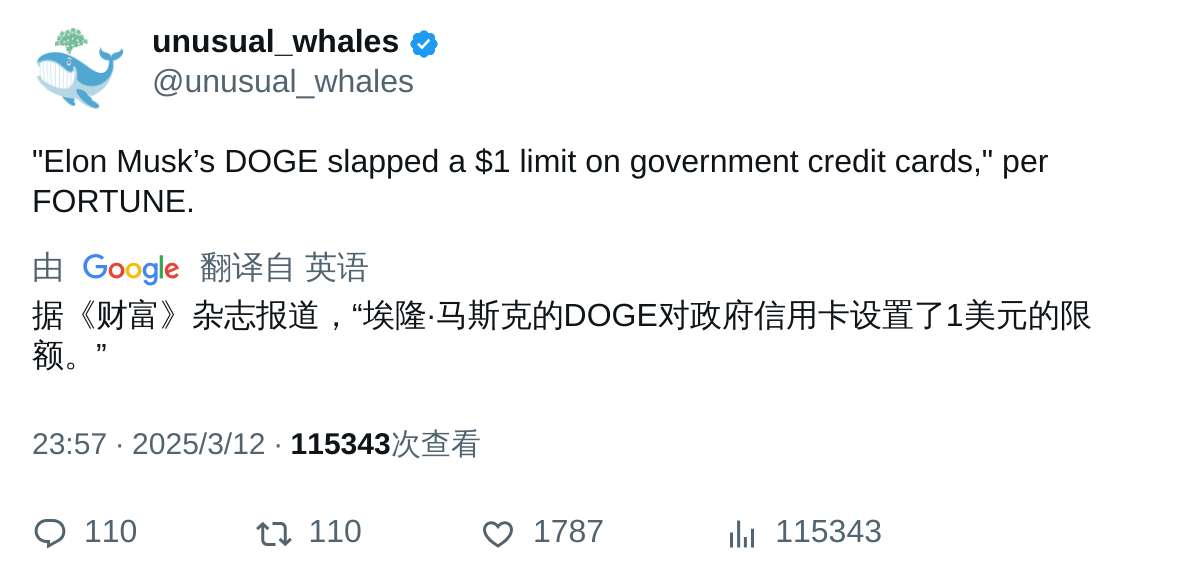 unusual_whales
@unusual_whales
"Elon Musk’s DOGE slapped a $1 limit on government credit cards," per
FORTUNE.
由 Google 翻译自 英语
据《财富》杂志报道，“埃隆·马斯克的DOGE对政府信用卡设置了1美元的限
额。”
23:57 · 2025/3/12 · 115343次查看
110 110 1787 115343